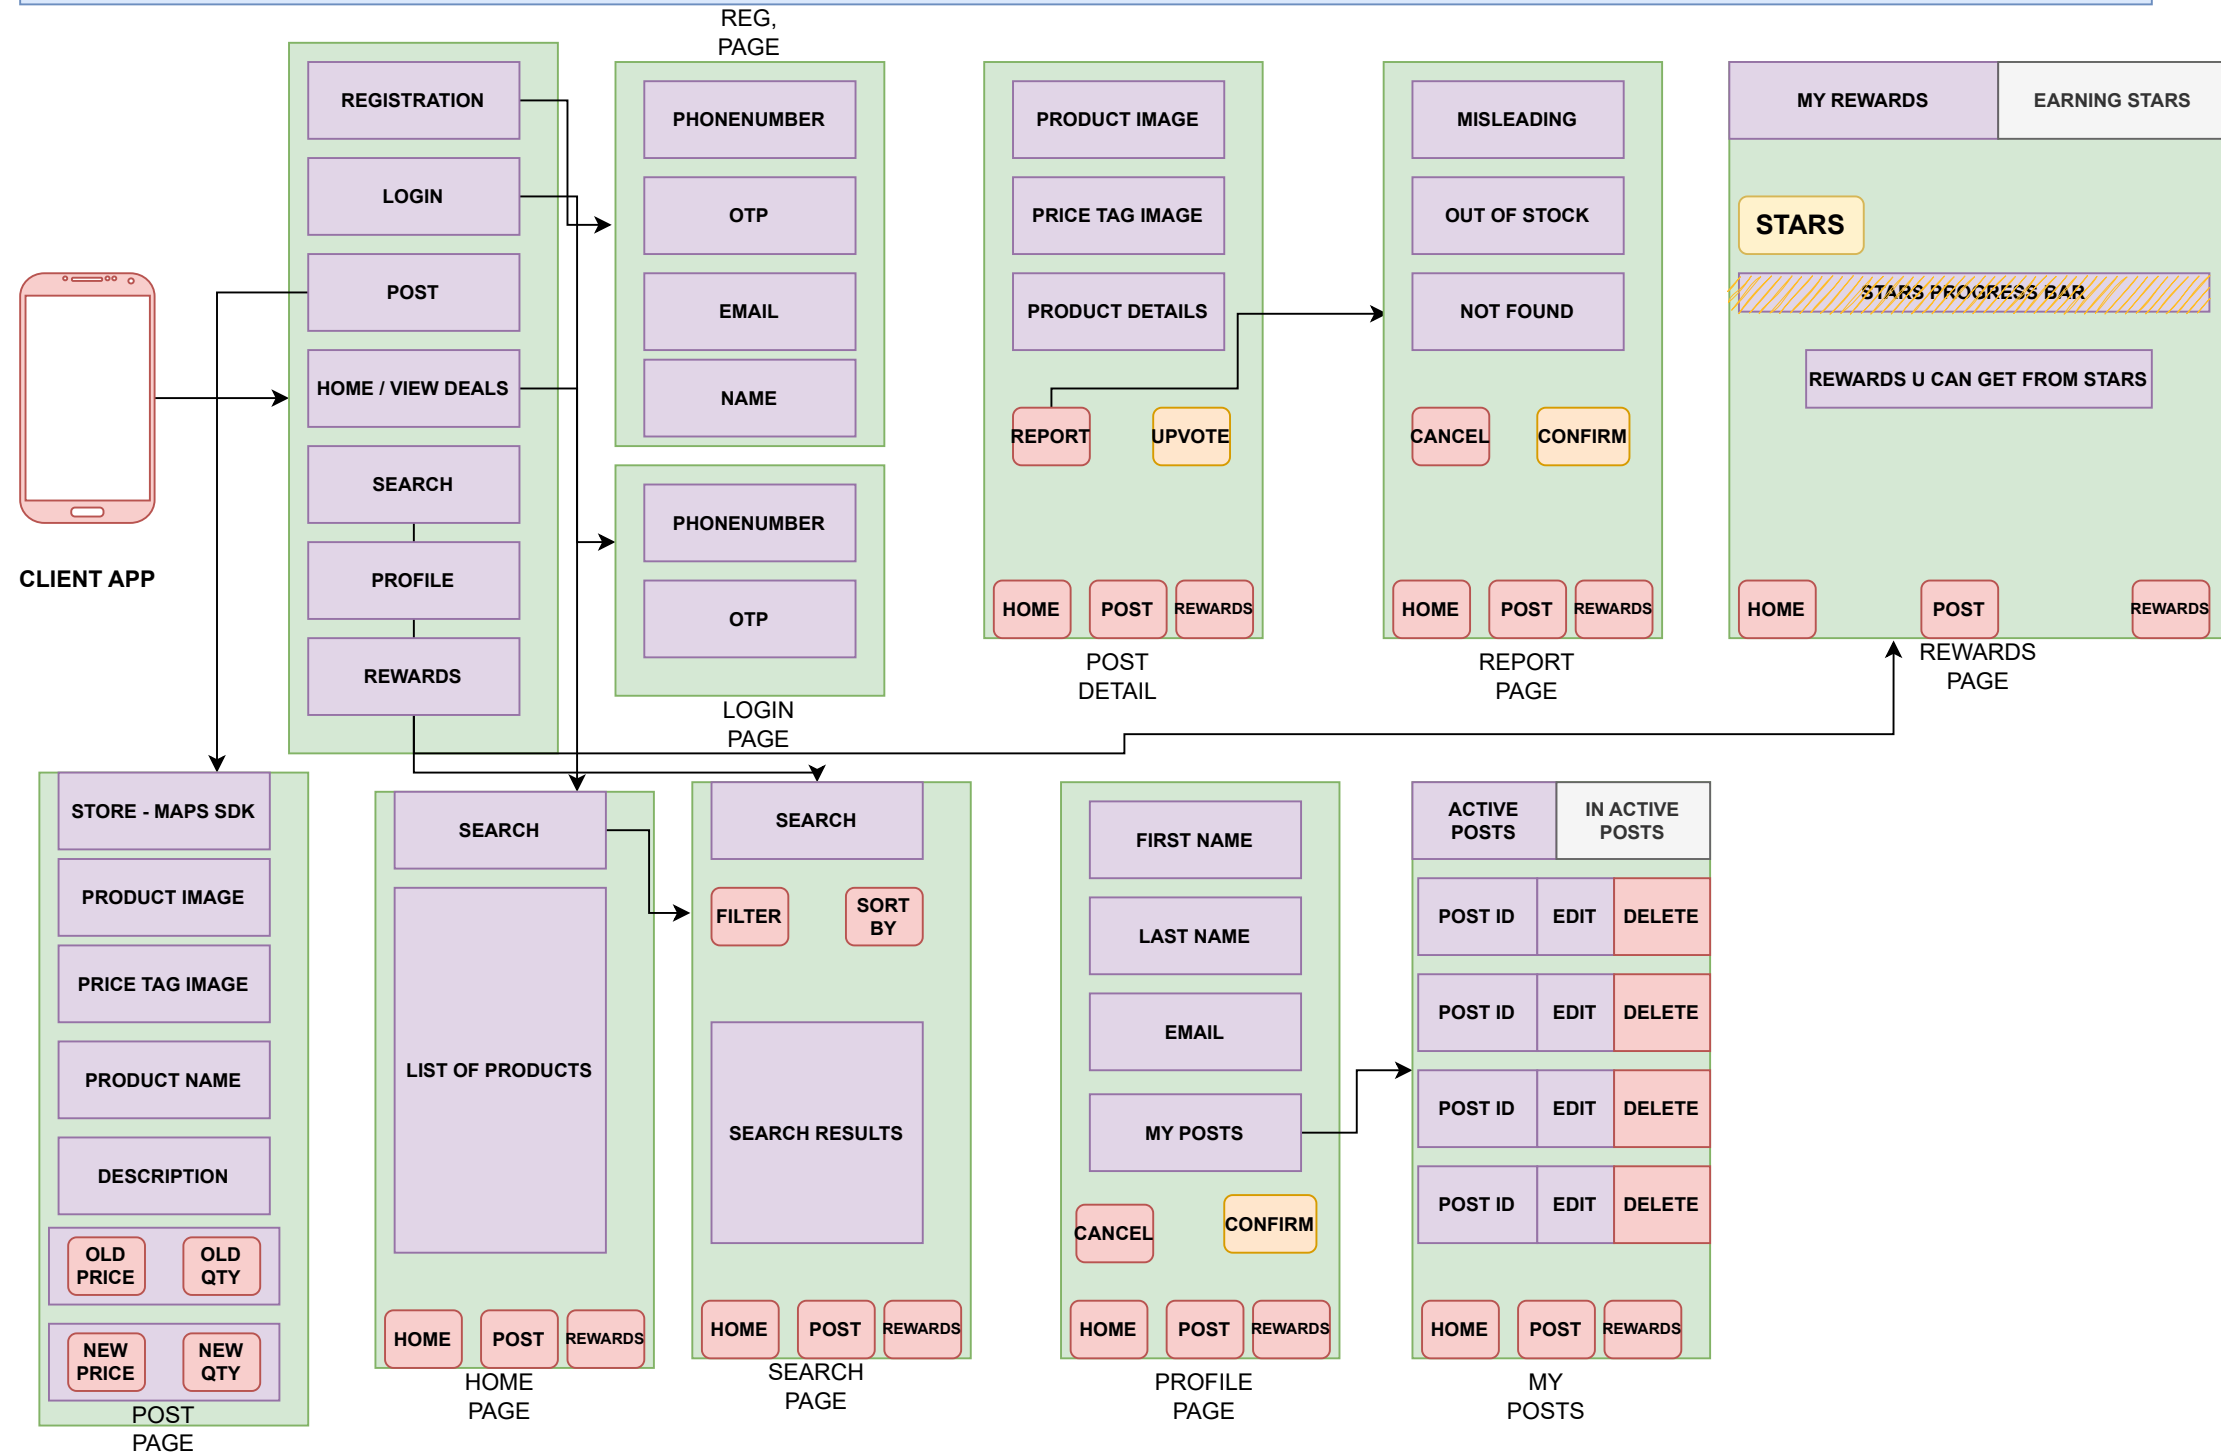 REG,
PAGE
REGISTRATION
LOGIN
POST
HOME / VIEW DEALS
SEARCH
PROFILE
REWARDS
CLIENT APP
PHONENUMBER
OTP
EMAIL
NAME
PHONENUMBER
OTP
LOGIN
PAGE
PRODUCT IMAGE
PRICE TAG IMAGE
PRODUCT DETAILS
REPORT
UPVOTE
HOME
POST
REWARDS
POST
DETAIL
MISLEADING
OUT OF STOCK
NOT FOUND
CANCEL
CONFIRM
HOME
POST
REWARDS
REPORT
PAGE
MY REWARDS
EARNING STARS
STARS
STARS PROGRESS BAR
REWARDS U CAN GET FROM STARS
HOME
POST
REWARDS
REWARDS
PAGE
STORE - MAPS SDK
PRODUCT IMAGE
PRICE TAG IMAGE
PRODUCT NAME
DESCRIPTION
OLD
PRICE
OLD
QTY
NEW
PRICE
NEW
QTY
POST
PAGE
SEARCH
LIST OF PRODUCTS
HOME
POST
REWARDS
HOME
PAGE
SEARCH
FILTER
SORT
BY
SEARCH RESULTS
HOME
POST
REWARDS
SEARCH
PAGE
FIRST NAME
LAST NAME
EMAIL
MY POSTS
CANCEL
CONFIRM
HOME
POST
REWARDS
PROFILE
PAGE
ACTIVE
POSTS
IN ACTIVE
POSTS
POST ID
EDIT
DELETE
POST ID
EDIT
DELETE
POST ID
EDIT
DELETE
POST ID
EDIT
DELETE
HOME
POST
REWARDS
MY
POSTS